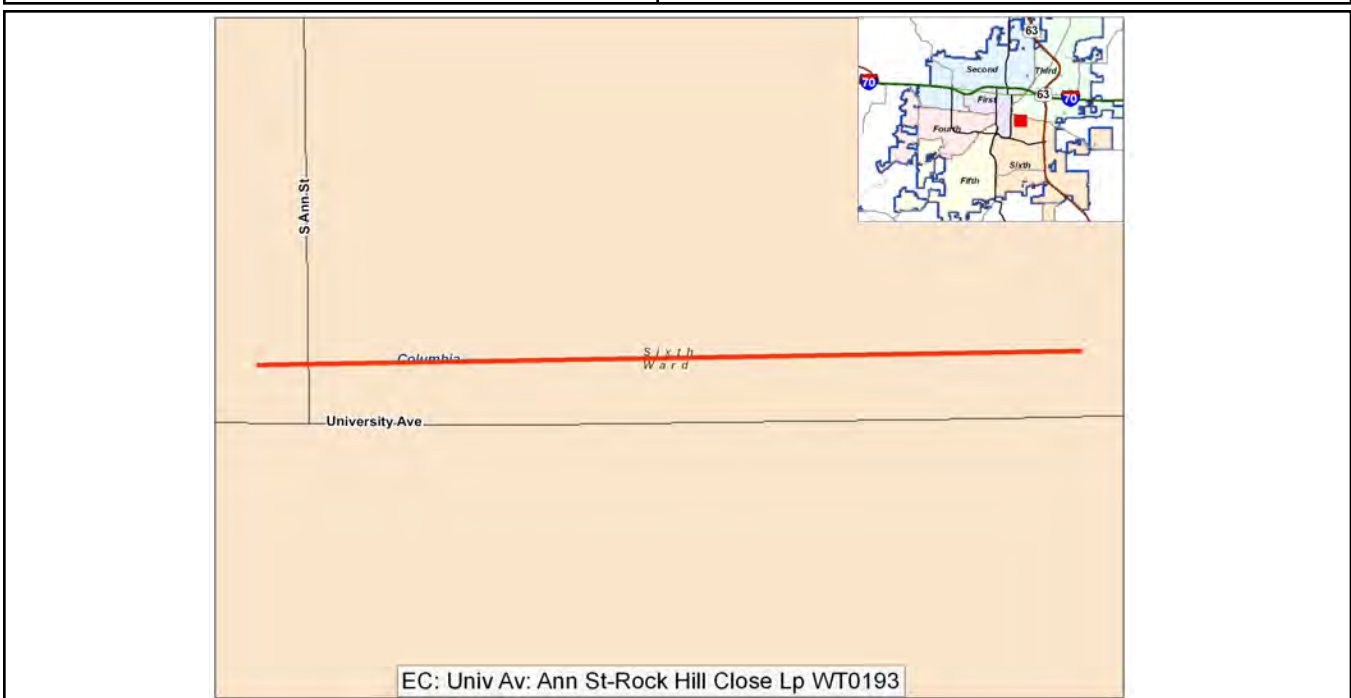 63
Second
Third
70
63
70
First
Fourth
Sixth
Fifth
S Ann St
Columbia
Sixth
Ward
University Ave
EC: Univ Av: Ann St-Rock Hill Close Lp WT0193